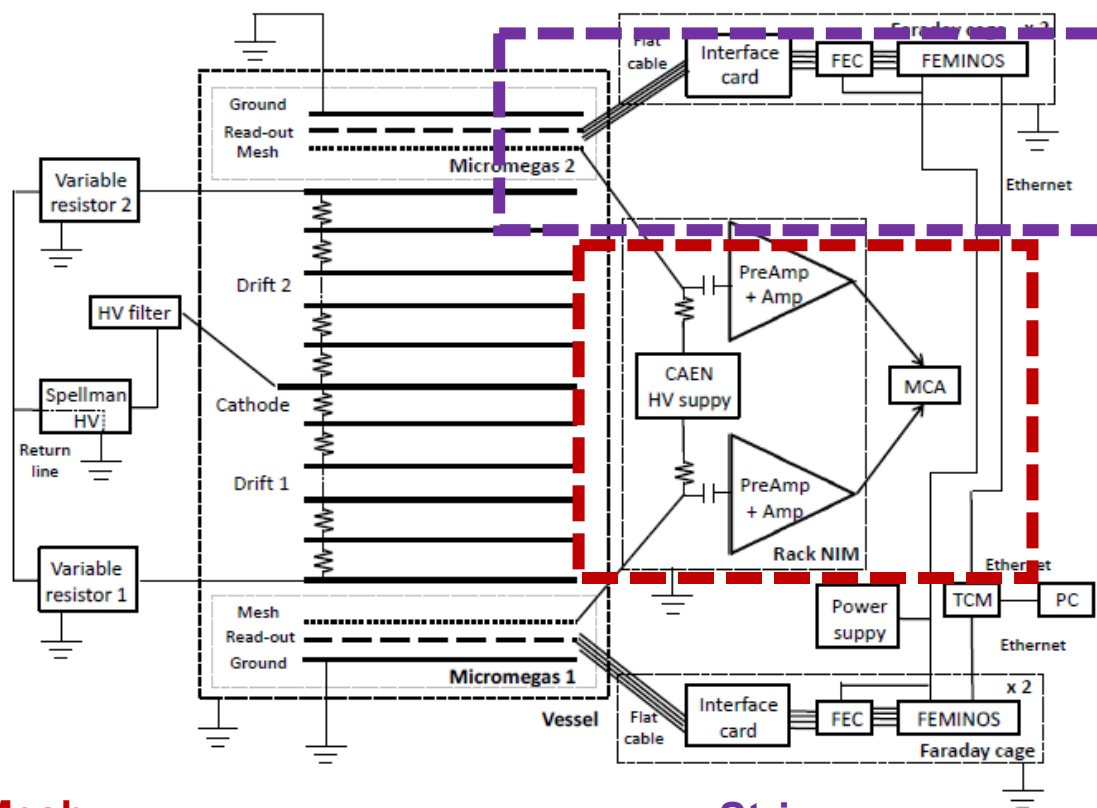 Faraday cage x 2
Flat
cable
Interface
card
FEC
FEMINOS
Ground
Read-out
Mesh
Micromegas 2
Variable
resistor 2
Ethernet
Drift 2
PreAmp
+ Amp
HV filter
CAEN
HV suppy
MCA
Cathode
Spellman
HV
Return
line
Drift 1
PreAmp
+ Amp
Rack NIM
Ethernet
Variable
resistor 1
TCM
PC
Power
suppy
Mesh
Read-out
Ground
Micromegas 1
Ethernet
Vessel
Flat
cable
Interface
card
FEC
FEMINOS
x 2
Faraday cage